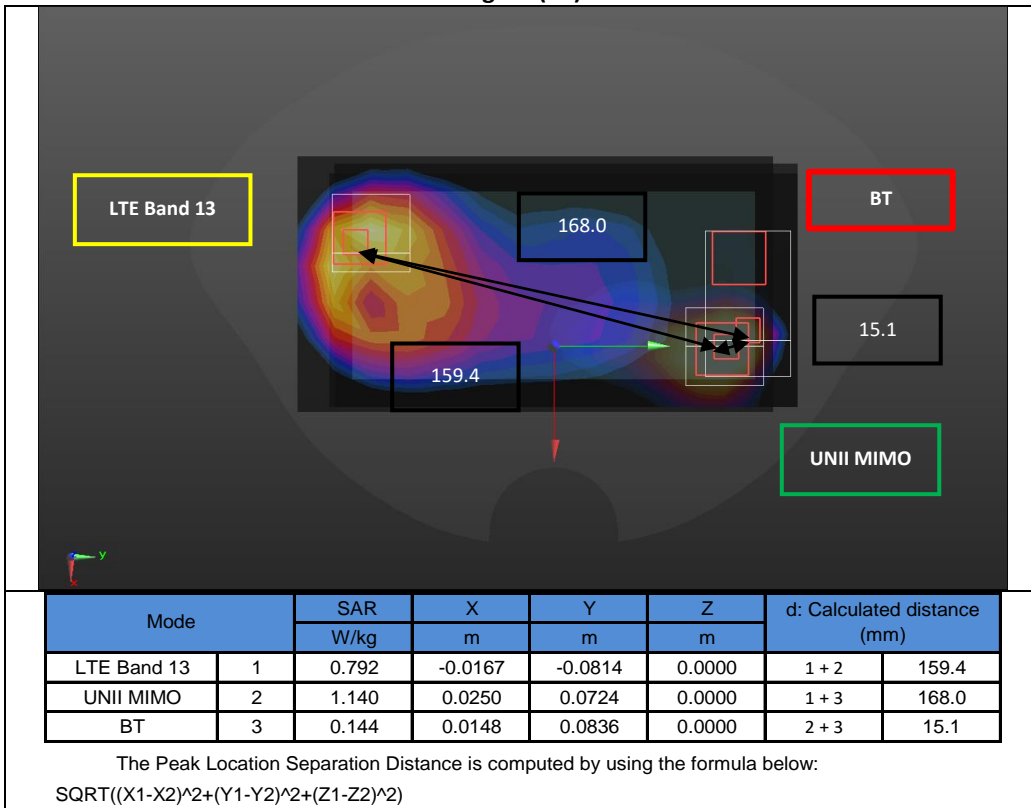 LTE Band 13
168.0
BT
15.1
159.4
UNII MIMO
y
x
Mode SAR X Y Z d: Calculated distance (mm)
W/kg m m m
LTE Band 13 1 0.792 -0.0167 -0.0814 0.0000 1 + 2 159.4
UNII MIMO 2 1.140 0.0250 0.0724 0.0000 1 + 3 168.0
BT 3 0.144 0.0148 0.0836 0.0000 2 + 3 15.1
The Peak Location Separation Distance is computed by using the formula below:
SQRT((X1-X2)^2+(Y1-Y2)^2+(Z1-Z2)^2)